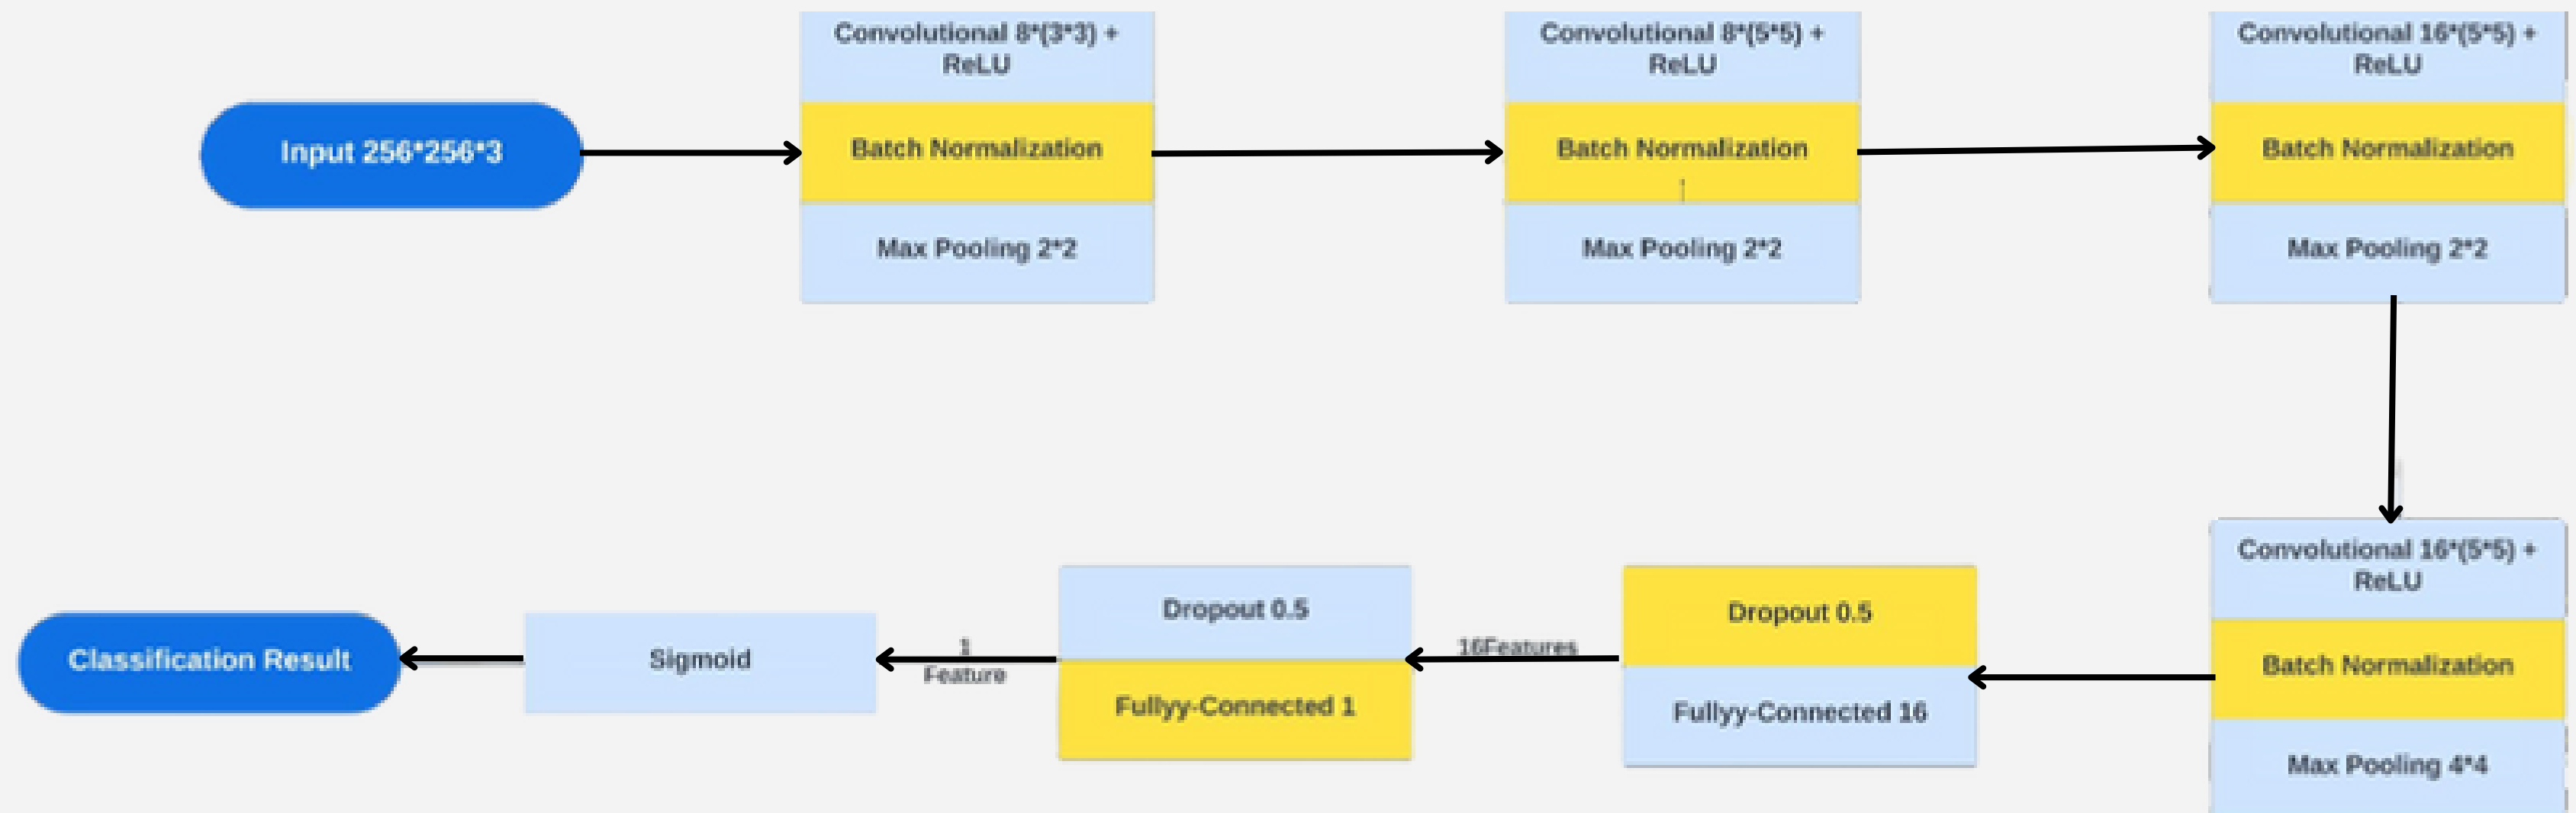 Input 256*256*3
Convolutional 8*(3*3) +
ReLU
Batch Normalization
Max Pooling 2*2
Convolutional 8*(5*5) +
ReLU
Batch Normalization
Max Pooling 2*2
Convolutional 16*(5*5) +
ReLU
Batch Normalization
Max Pooling 2*2
Convolutional 16*(5*5) +
ReLU
Batch Normalization
Max Pooling 4*4
Dropout 0.5
Fullyy-Connected 16
16Features
Dropout 0.5
Fullyy-Connected 1
1
Feature
Sigmoid
Classification Result